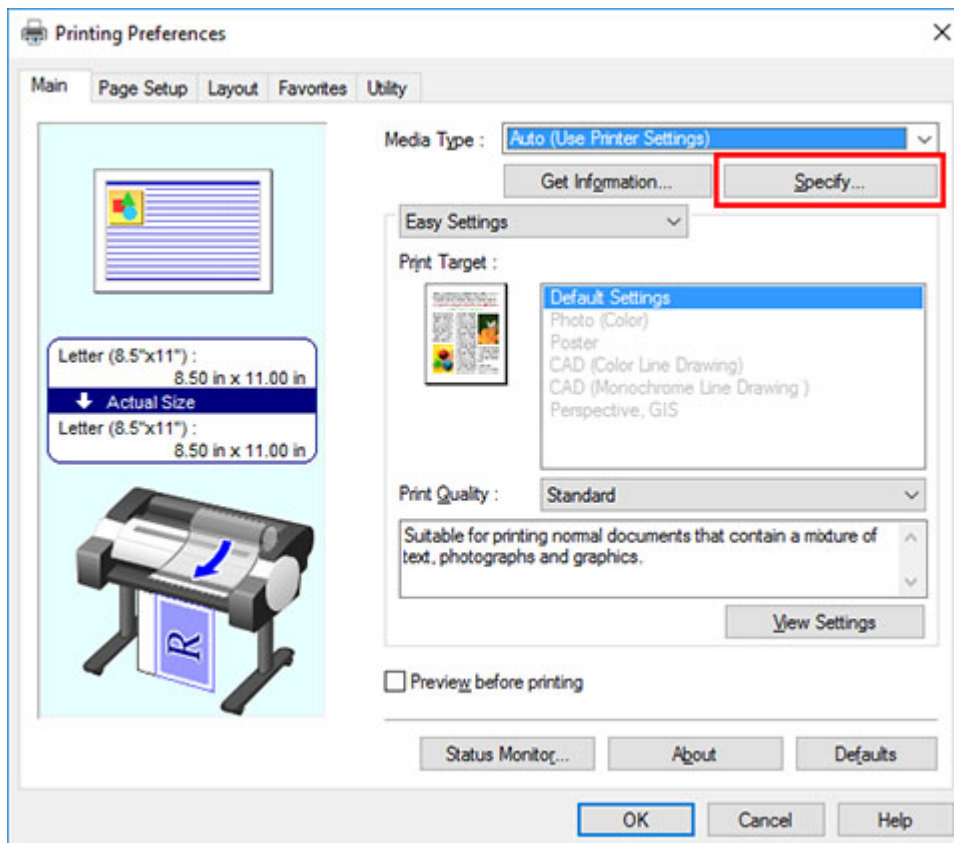 Printing Preferences
Main Page Setup Layout Favorites Utility
Media Type : Auto (Use Printer Settings)
Get Information... Specify...
Easy Settings
Print Target :
Default Settings
Photo (Color)
Poster
CAD (Color Line Drawing)
CAD (Monochrome Line Drawing )
Perspective, GIS
Letter (8.5"x11") :
8.50 in x 11.00 in
Actual Size
Letter (8.5"x11") :
8.50 in x 11.00 in
R
Print Quality : Standard
Suitable for printing normal documents that contain a mixture of
text, photographs and graphics.
View Settings
Preview before printing
Status Monitor... About Defaults
OK Cancel Help